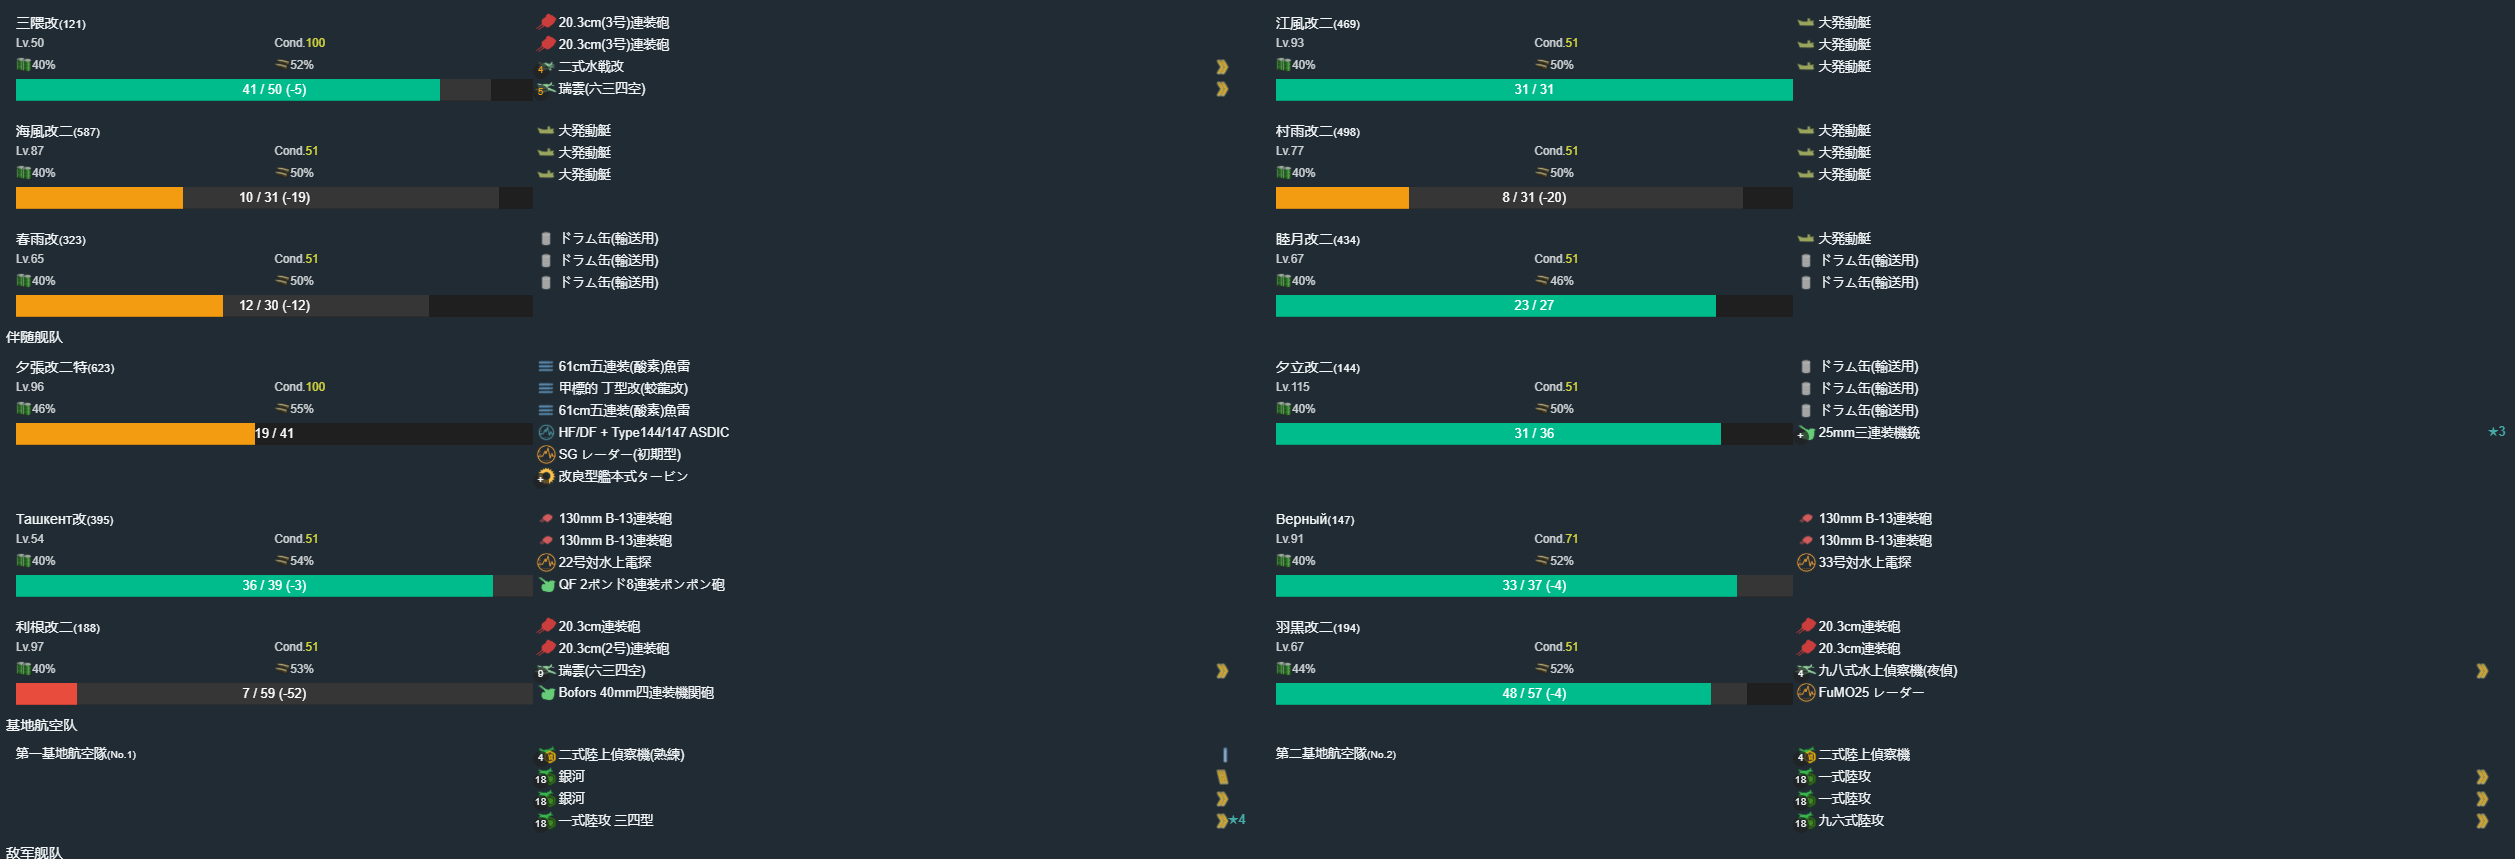 三隈改(121)
Lv.50 Cond.100
40% 52%
41 / 50 (-5)
20.3cm(3号)連装砲
20.3cm(3号)連装砲
4 二式水戦改
5 瑞雲(六三四空)
江風改二(469)
Lv.93 Cond.51
40% 50%
31 / 31
大発動艇
大発動艇
大発動艇
海風改二(587)
Lv.87 Cond.51
40% 50%
10 / 31 (-19)
大発動艇
大発動艇
大発動艇
村雨改二(498)
Lv.77 Cond.51
40% 50%
8 / 31 (-20)
大発動艇
大発動艇
大発動艇
春雨改(323)
Lv.65 Cond.51
40% 50%
12 / 30 (-12)
ドラム缶(輸送用)
ドラム缶(輸送用)
ドラム缶(輸送用)
睦月改二(434)
Lv.67 Cond.51
40% 46%
23 / 27
大発動艇
ドラム缶(輸送用)
ドラム缶(輸送用)
伴随舰队
夕張改二特(623)
Lv.96 Cond.100
46% 55%
19 / 41
61cm五連装(酸素)魚雷
甲標的 丁型改(蛟龍改)
61cm五連装(酸素)魚雷
HF/DF + Type144/147 ASDIC
SG レーダー(初期型)
+ 改良型艦本式タービン
夕立改二(144)
Lv.115 Cond.51
40% 50%
31 / 36
ドラム缶(輸送用)
ドラム缶(輸送用)
ドラム缶(輸送用)
+ 25mm三連装機銃 ★3
Ташкент改(395)
Lv.54 Cond.51
40% 54%
36 / 39 (-3)
130mm B-13連装砲
130mm B-13連装砲
22号対水上電探
QF 2ポンド8連装ポンポン砲
Верный(147)
Lv.91 Cond.71
40% 52%
33 / 37 (-4)
130mm B-13連装砲
130mm B-13連装砲
33号対水上電探
利根改二(188)
Lv.97 Cond.51
40% 53%
7 / 59 (-52)
20.3cm連装砲
20.3cm(2号)連装砲
9 瑞雲(六三四空)
Bofors 40mm四連装機関砲
羽黒改二(194)
Lv.67 Cond.51
44% 52%
48 / 57 (-4)
20.3cm連装砲
20.3cm連装砲
4 九八式水上偵察機(夜偵)
FuMO25 レーダー
基地航空队
第一基地航空隊(No.1)
4 二式陸上偵察機(熟練)
18 銀河
18 銀河
18 一式陸攻 三四型 ★4
第二基地航空隊(No.2)
4 二式陸上偵察機
18 一式陸攻
18 一式陸攻
18 九六式陸攻
敌军舰队